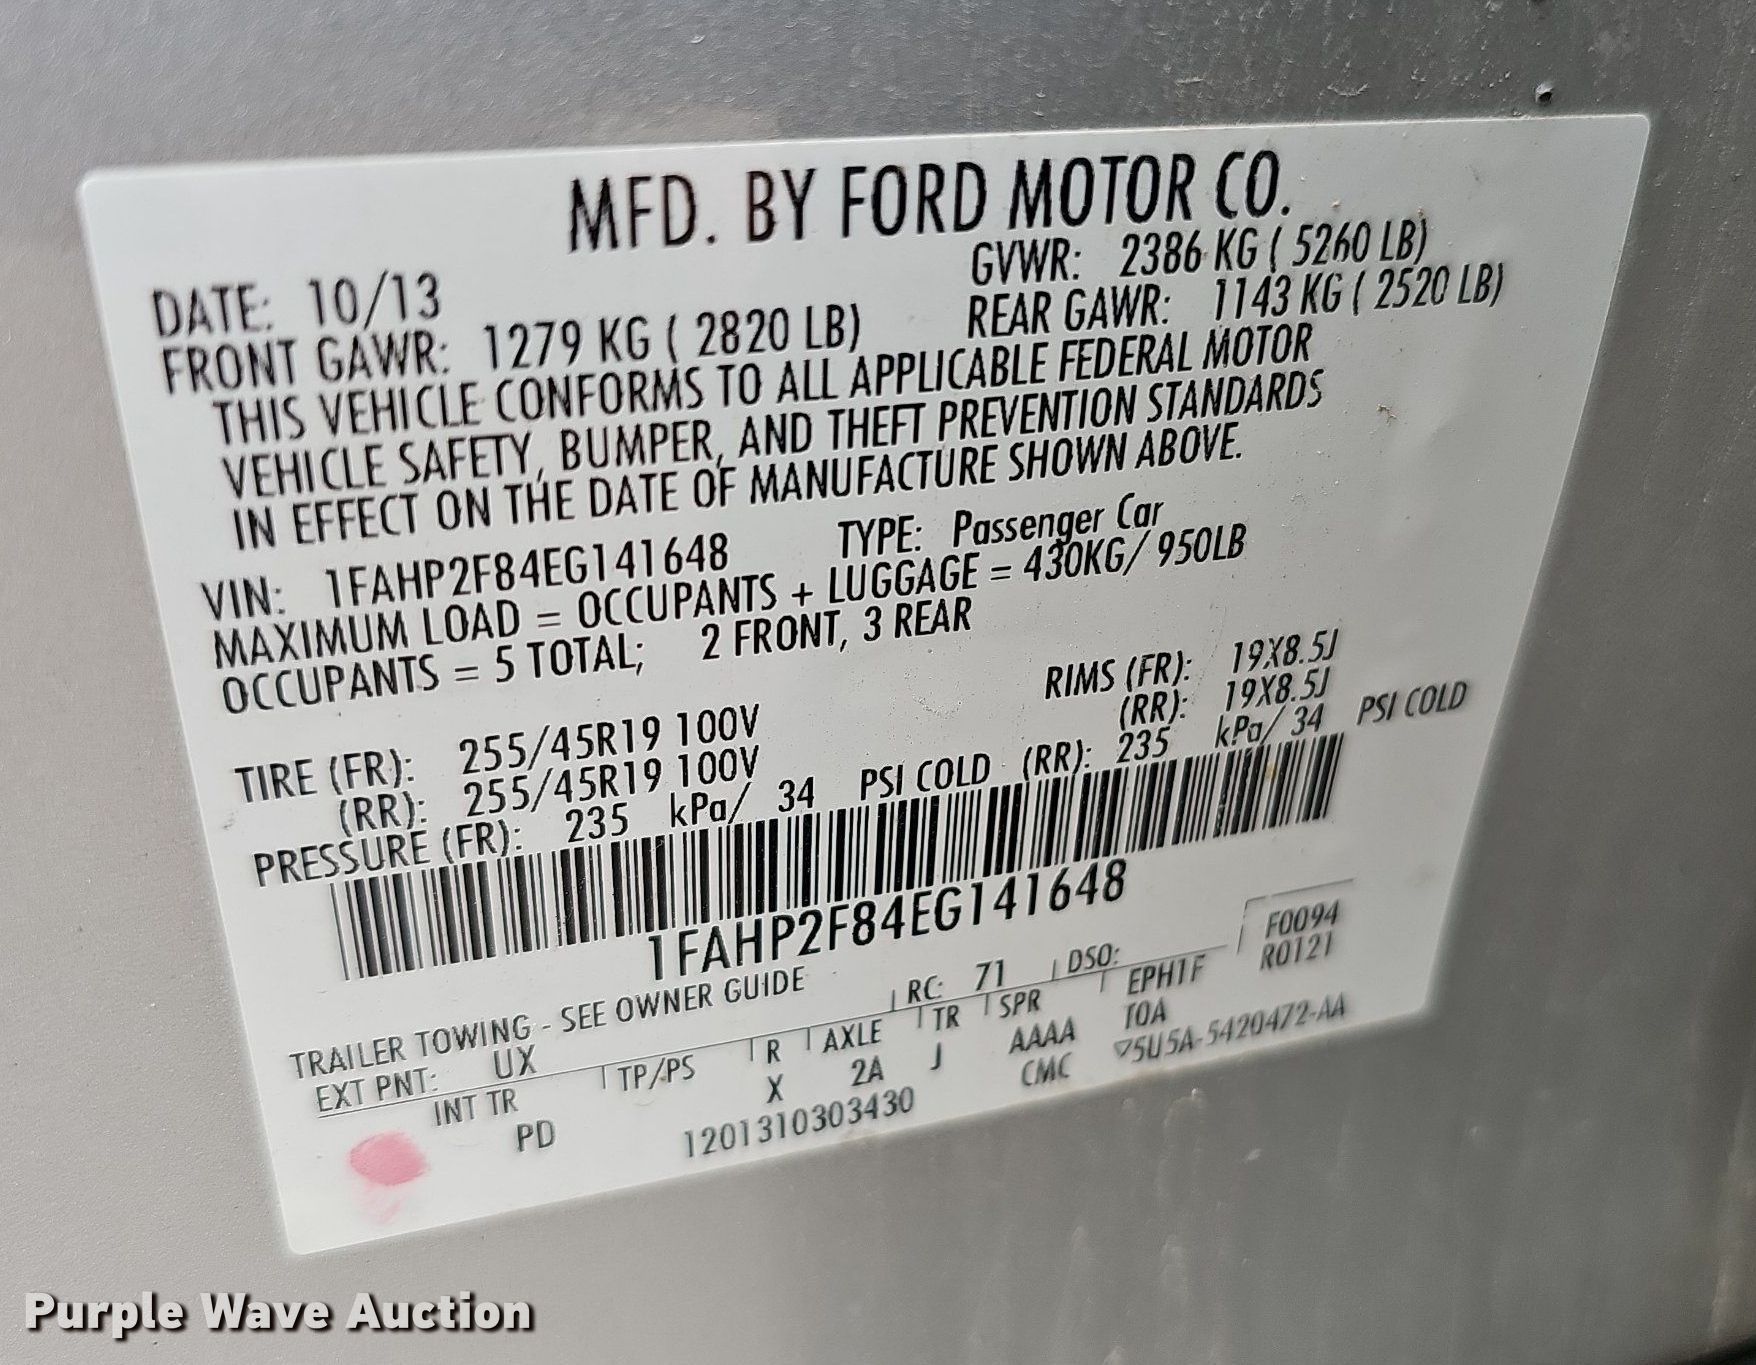 MFD. BY FORD MOTOR CO.
DATE: 10/13 GVWR: 2386 KG ( 5260 LB)
FRONT GAWR: 1279 KG ( 2820 LB) REAR GAWR: 1143 KG ( 2520 LB)
THIS VEHICLE CONFORMS TO ALL APPLICABLE FEDERAL MOTOR
VEHICLE SAFETY, BUMPER, AND THEFT PREVENTION STANDARDS
IN EFFECT ON THE DATE OF MANUFACTURE SHOWN ABOVE.
VIN: 1FAHP2F84EG141648 TYPE: Passenger Car
MAXIMUM LOAD = OCCUPANTS + LUGGAGE = 430KG/ 950LB
OCCUPANTS = 5 TOTAL; 2 FRONT, 3 REAR
TIRE (FR): 255/45R19 100V RIMS (FR): 19X8.5J
(RR): 255/45R19 100V (RR): 19X8.5J
PRESSURE (FR): 235 kPa/ 34 PSI COLD (RR): 235 kPa/ 34 PSI COLD
1FAHP2F84EG141648
TRAILER TOWING - SEE OWNER GUIDE F0094
EXT PNT: UX RC: 71 DSO: R0121
INT TR TP/PS R AXLE TR SPR EPH1F
PD X 2A J AAAA TOA
1201310303430 CMC ▽5U5A-5420472-AA
Purple Wave Auction